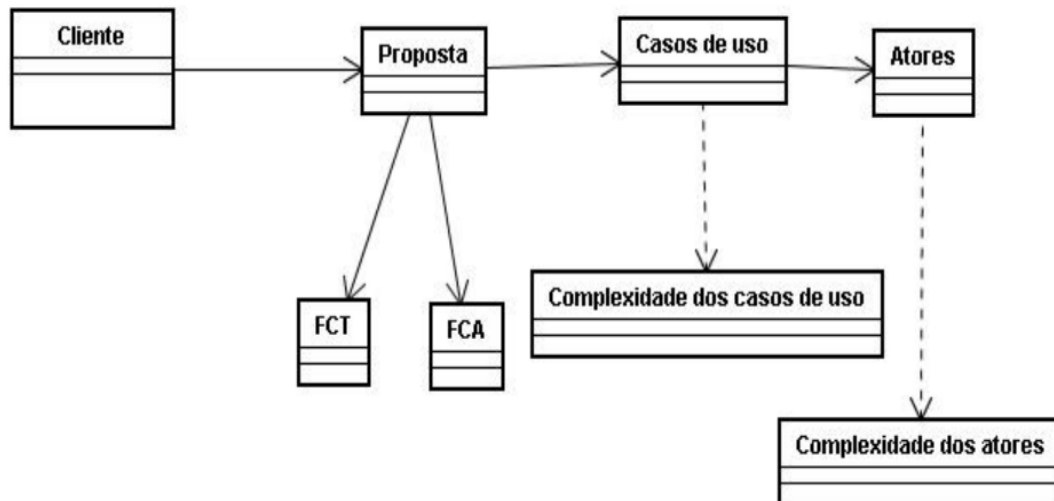 Cliente
Proposta
Casos de uso
Atores
FCT
FCA
Complexidade dos casos de uso
Complexidade dos atores